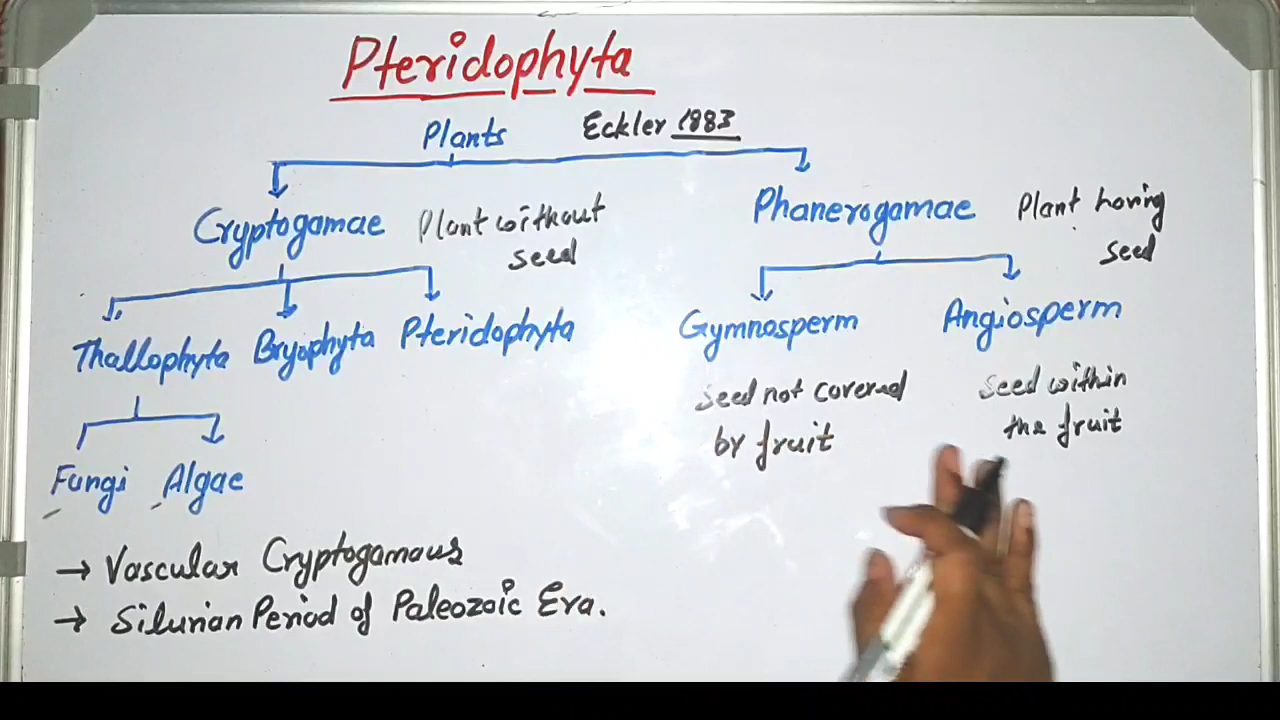 Pteridophyta
Plants Eckler 1883
Cryptogamae Plant without seed
Phanerogamae Plant having seed
Thallophyta Bryophyta Pteridophyta
Gymnosperm Angiosperm
seed not covered
by fruit
Seed within
the fruit
Fungi Algae
→ Vascular Cryptogamaus
→ Silurian Period of Paleozoic Era.